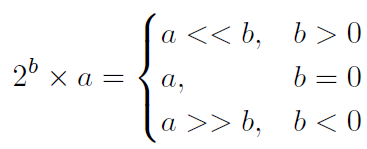 a << b, b > 0
2^b × a = { a, b = 0
a >> b, b < 0